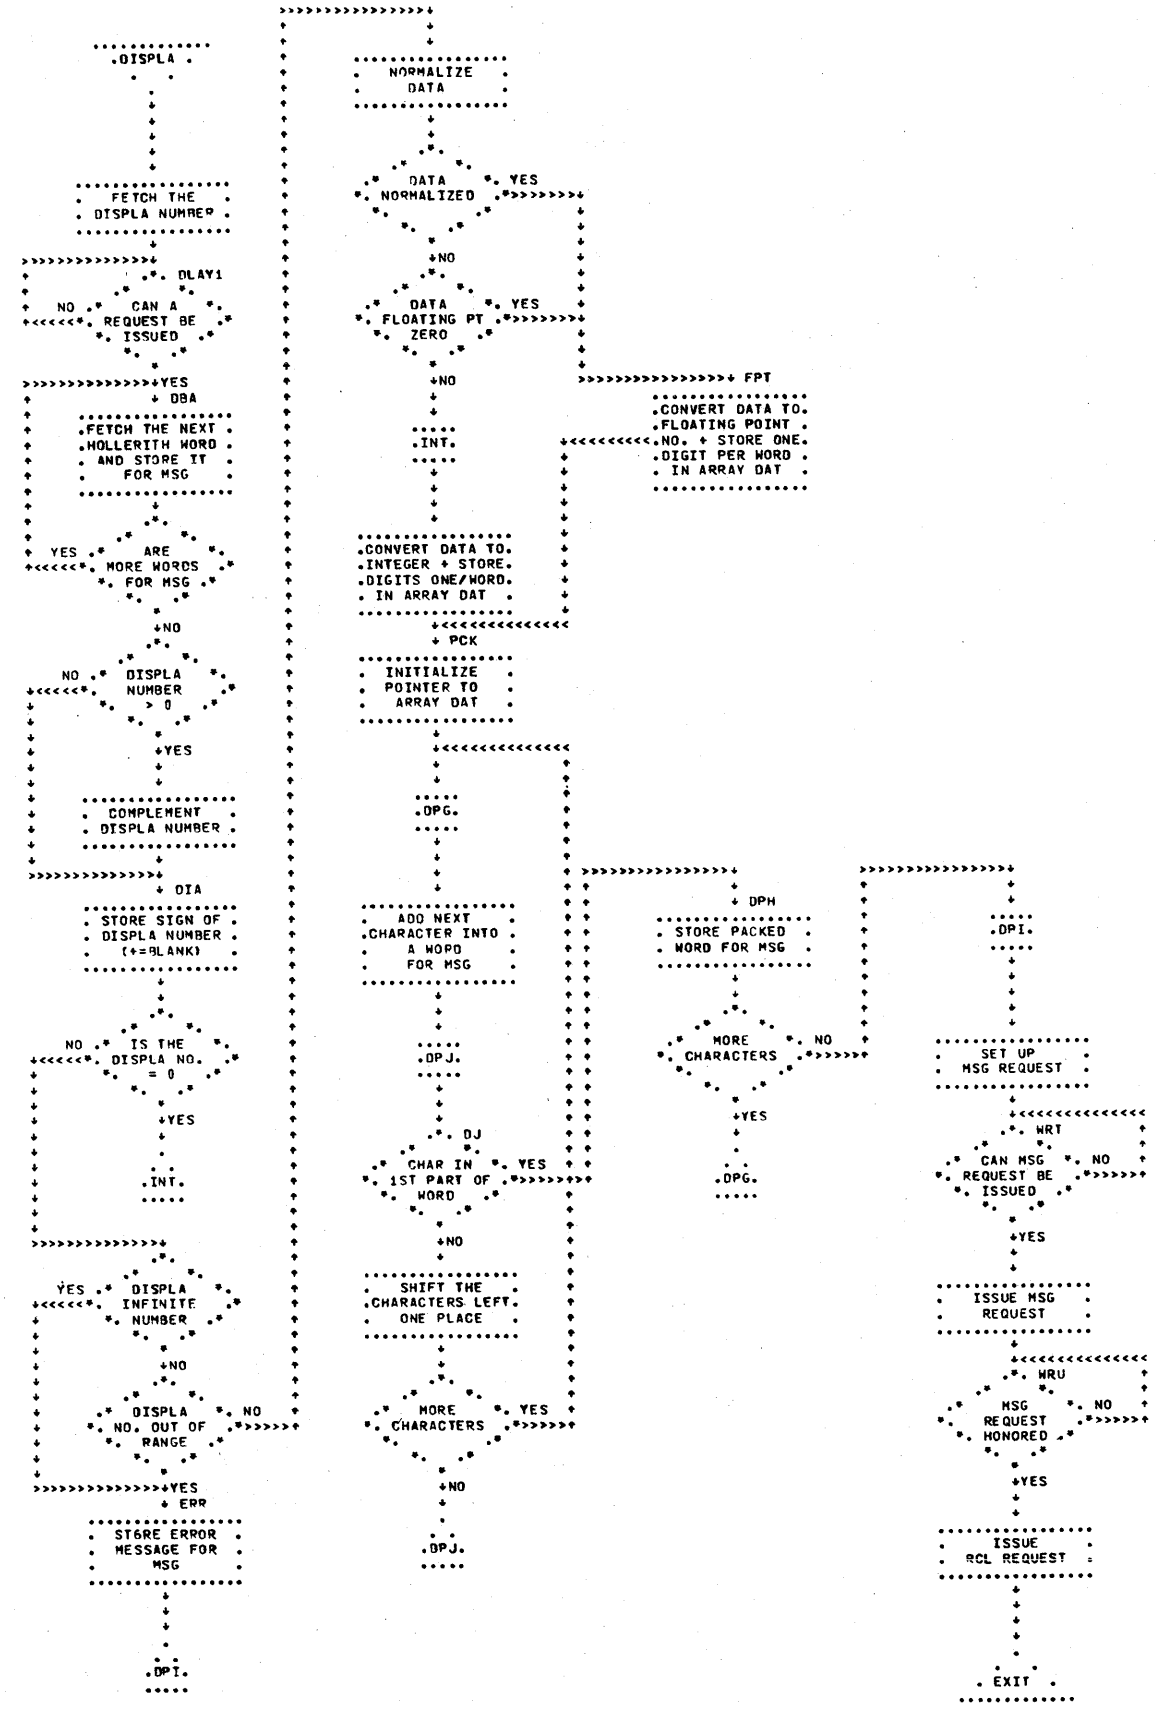 DISPLA
FETCH THE
DISPLA NUMBER
DLAY1
NO
CAN A
REQUEST BE
ISSUED
YES
DBA
FETCH THE NEXT
HOLLERITH WORD
AND STORE IT
FOR MSG
YES
ARE
MORE WORDS
FOR MSG
NO
NO
DISPLA
NUMBER
> 0
YES
COMPLEMENT
DISPLA NUMBER
DIA
STORE SIGN OF
DISPLA NUMBER
(+=BLANK)
NO
IS THE
DISPLA NO.
= 0
YES
.INT.
YES
DISPLA
INFINITE
NUMBER
NO
DISPLA
NO. OUT OF
RANGE
NO
YES
ERR
STORE ERROR
MESSAGE FOR
MSG
.DPI.
NORMALIZE
DATA
DATA
NORMALIZED
YES
NO
DATA
FLOATING PT
ZERO
YES
NO
.INT.
CONVERT DATA TO
INTEGER + STORE
DIGITS ONE/WORD
IN ARRAY DAT
PCK
INITIALIZE
POINTER TO
ARRAY DAT
.DPG.
ADD NEXT
CHARACTER INTO
A WORD
FOR MSG
.DPJ.
DJ
CHAR IN
1ST PART OF
WORD
YES
NO
SHIFT THE
CHARACTERS LEFT
ONE PLACE
MORE
CHARACTERS
YES
NO
.DPJ.
FPT
CONVERT DATA TO
FLOATING POINT
NO. + STORE ONE
DIGIT PER WORD
IN ARRAY DAT
DPH
STORE PACKED
WORD FOR MSG
MORE
CHARACTERS
NO
YES
.DPG.
.DPI.
SET UP
MSG REQUEST
WRT
CAN MSG
REQUEST BE
ISSUED
NO
YES
ISSUE MSG
REQUEST
WRU
MSG
REQUEST
HONORED
NO
YES
ISSUE
RCL REQUEST
EXIT